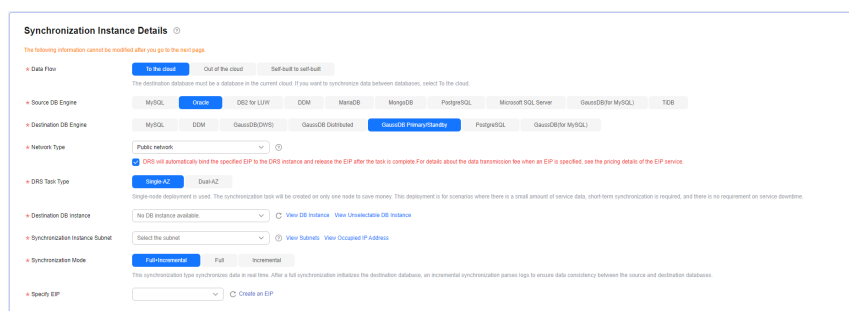 Synchronization Instance Details
The following information cannot be modified after you go to the next page.
★ Data Flow To the cloud Out of the cloud Self-built to self-built
The destination database must be a database in the current cloud. If you want to synchronize data between databases, select To the cloud.
★ Source DB Engine MySQL Oracle DB2 for LUW DDM MariaDB MongoDB PostgreSQL Microsoft SQL Server GaussDB(for MySQL) TiDB
★ Destination DB Engine MySQL DDM GaussDB(DWS) GaussDB Distributed GaussDB Primary/Standby PostgreSQL GaussDB(for MySQL)
★ Network Type Public network
DRS will automatically bind the specified EIP to the DRS instance and release the EIP after the task is complete.For details about the data transmission fee when an EIP is specified, see the pricing details of the EIP service.
★ DRS Task Type Single-AZ Dual-AZ
Single-node deployment is used. The synchronization task will be created on only one node to save money. This deployment is for scenarios where there is a small amount of service data, short-term synchronization is required, and there is no requirement on service downtime.
★ Destination DB Instance No DB instance available. View DB Instance View Unselectable DB Instance
★ Synchronization Instance Subnet Select the subnet View Subnets View Occupied IP Address
★ Synchronization Mode Full+Incremental Full Incremental
This synchronization type synchronizes data in real time. After a full synchronization initializes the destination database, an incremental synchronization parses logs to ensure data consistency between the source and destination databases.
★ Specify EIP Create an EIP